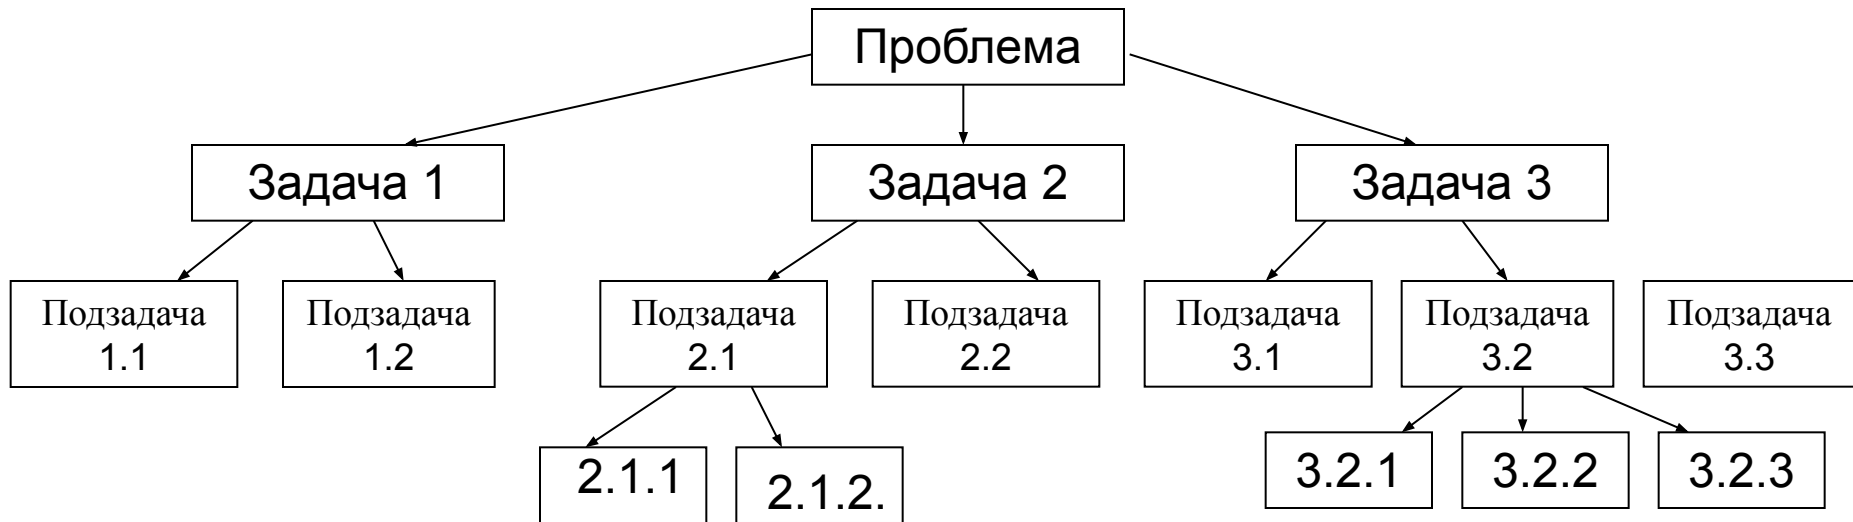 Проблема
Задача 1
Задача 2
Задача 3
Подзадача
1.1
Подзадача
1.2
Подзадача
2.1
Подзадача
2.2
Подзадача
3.1
Подзадача
3.2
Подзадача
3.3
2.1.1
2.1.2.
3.2.1
3.2.2
3.2.3